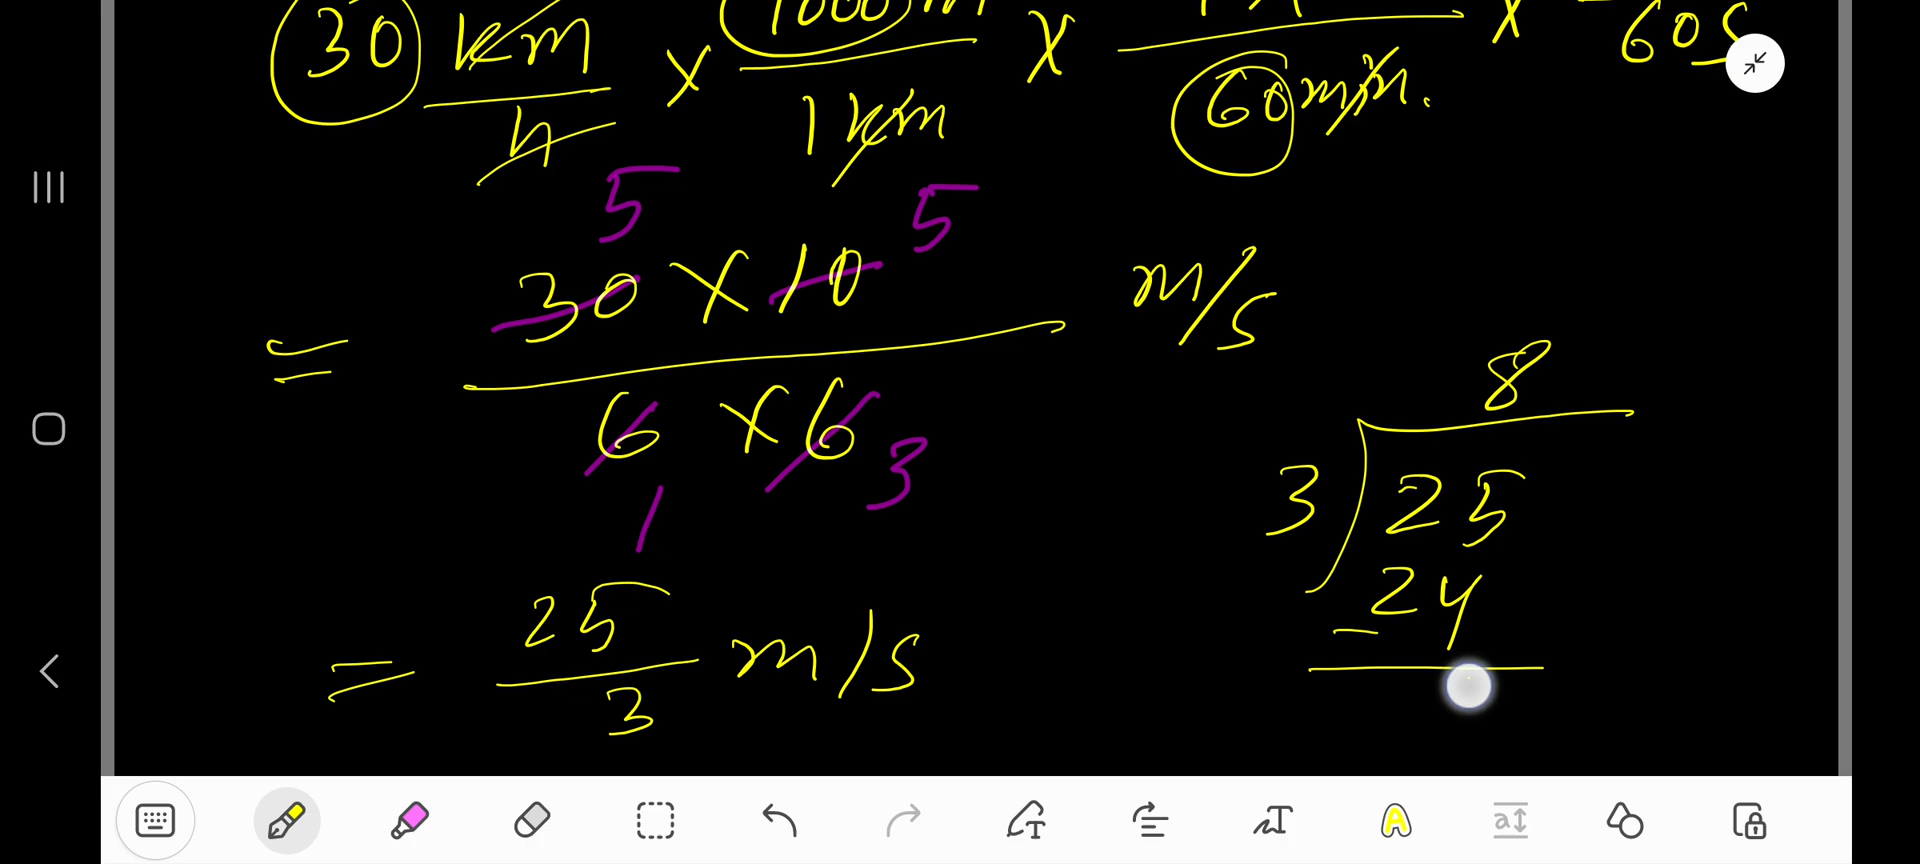 30 km/h × 1000 m/1 km × 1 h/60 min. × 60 s
5 5
= 30 × 10 / 6 × 6 m/s
1 3
8
3 ) 25
- 24
= 25/3 m/s